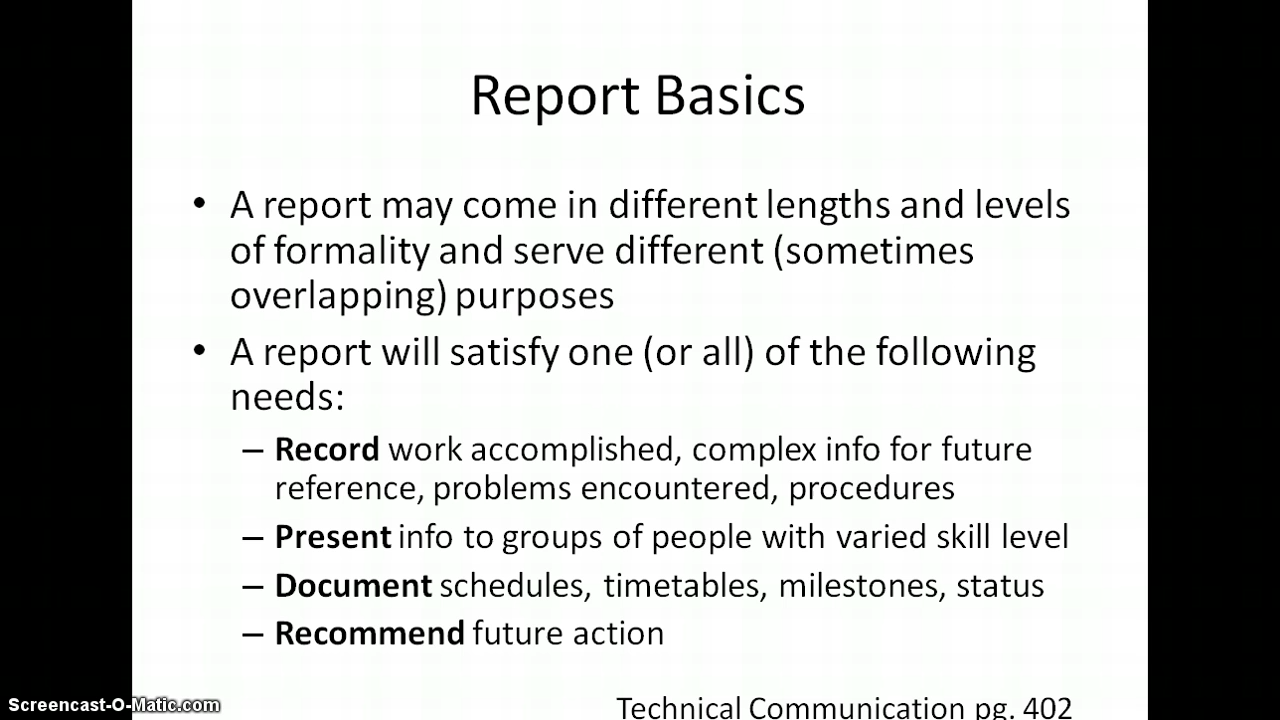 Report Basics
• A report may come in different lengths and levels
of formality and serve different (sometimes
overlapping) purposes
• A report will satisfy one (or all) of the following
needs:
– Record work accomplished, complex info for future
reference, problems encountered, procedures
– Present info to groups of people with varied skill level
– Document schedules, timetables, milestones, status
– Recommend future action
Technical Communication pg. 402
Screencast-O-Matic.com